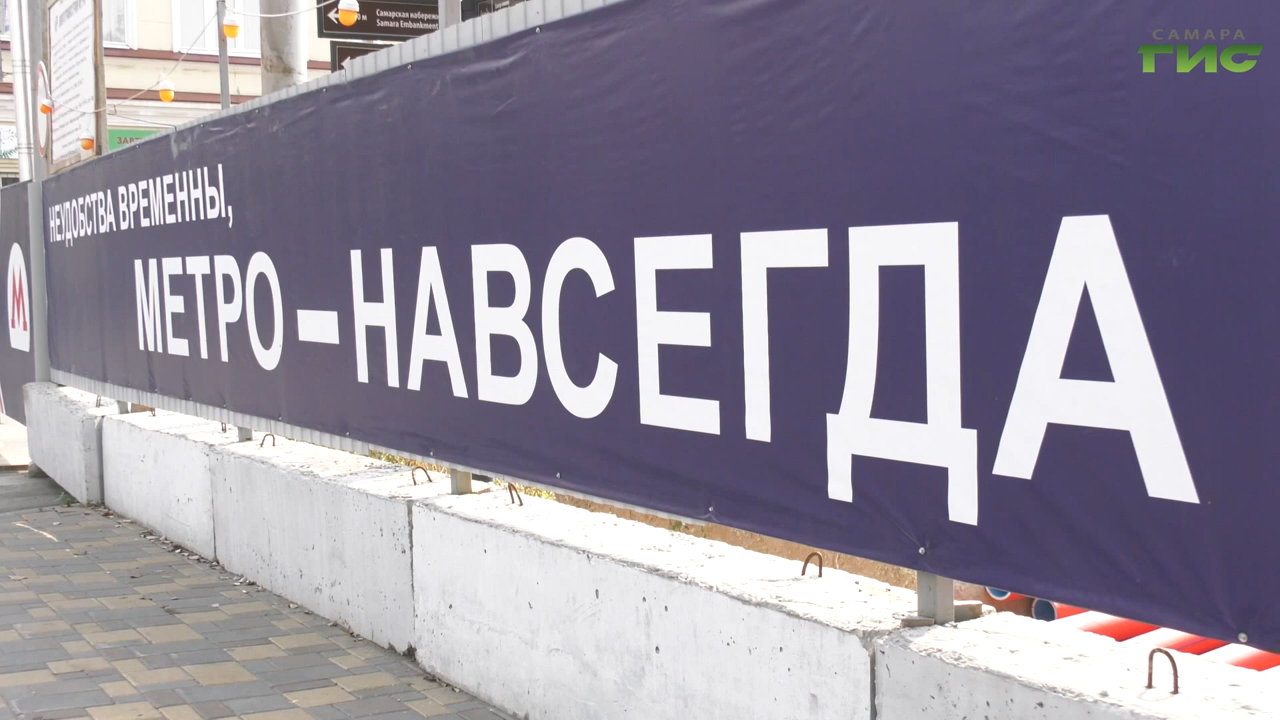 Самарская набережная
Samara Embankment
САМАРА
ГИС
НЕУДОБСТВА ВРЕМЕННЫ,
МЕТРО – НАВСЕГДА
М